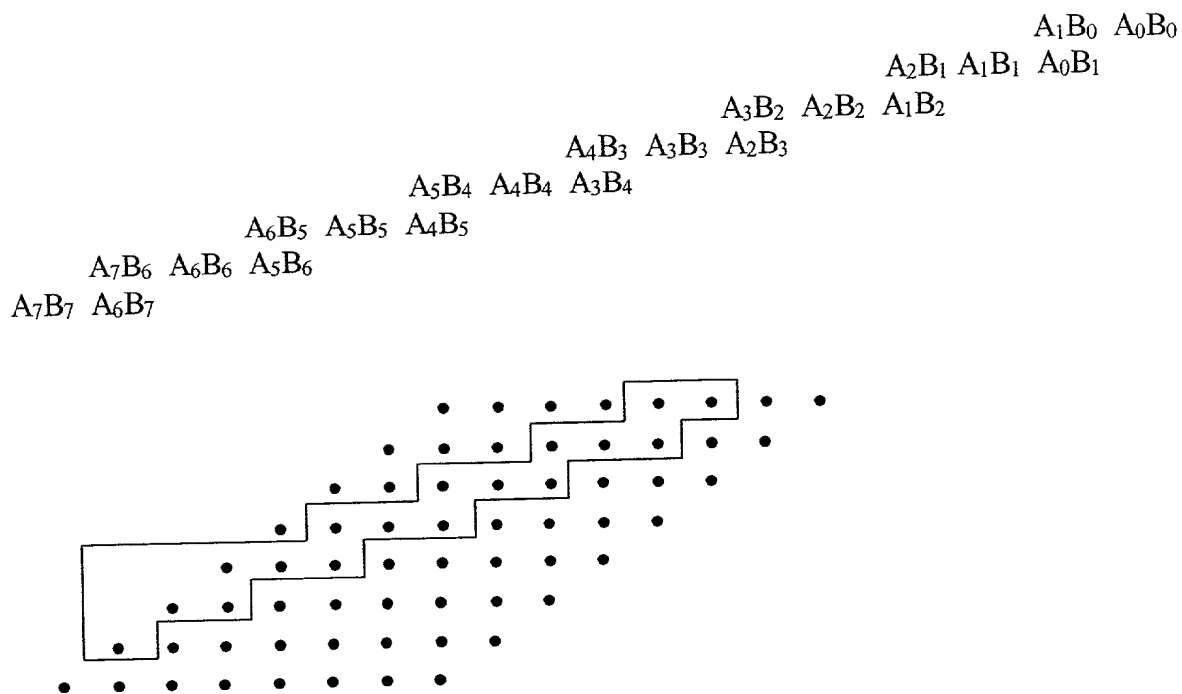 A₁B₀ A₀B₀
A₂B₁ A₁B₁ A₀B₁
A₃B₂ A₂B₂ A₁B₂
A₄B₃ A₃B₃ A₂B₃
A₅B₄ A₄B₄ A₃B₄
A₆B₅ A₅B₅ A₄B₅
A₇B₆ A₆B₆ A₅B₆
A₇B₇ A₆B₇